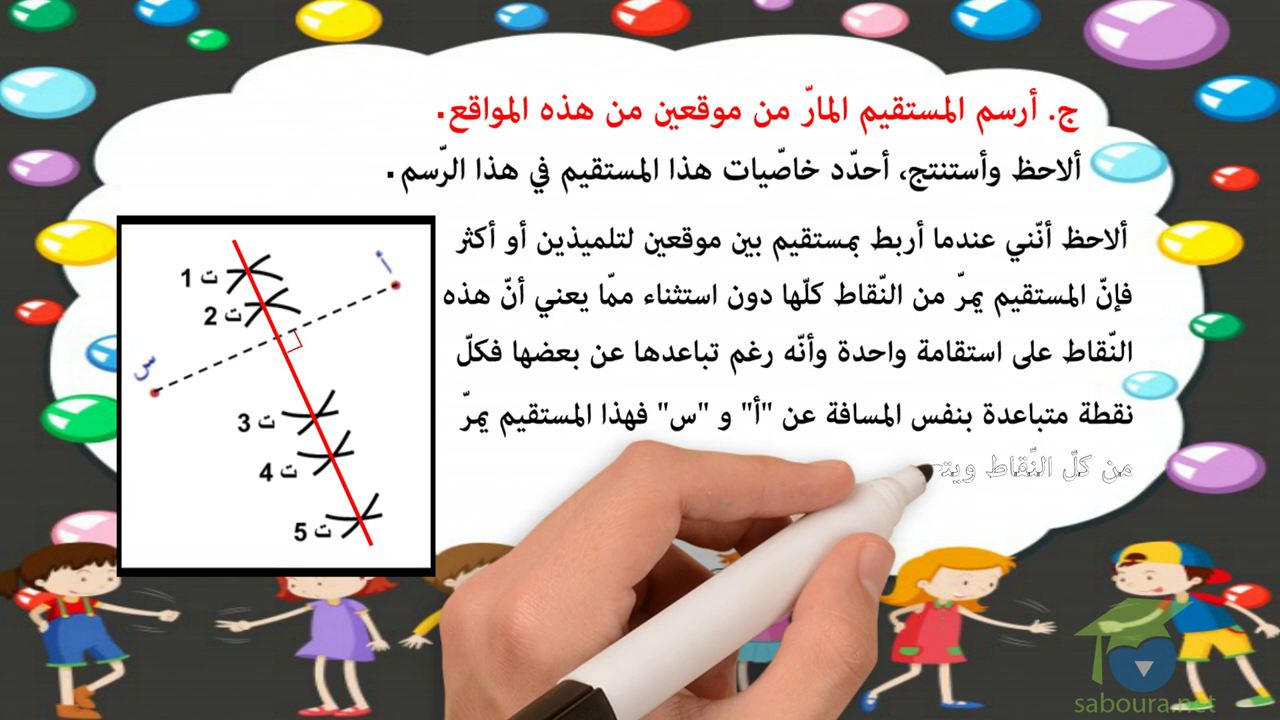 ج. أرسم المستقيم المارّ من موقعين من هذه المواقع.
ألاحظ وأستنتج، أحدّد خاصّيات هذا المستقيم في هذا الرّسم.
ألاحظ أنّني عندما أربط بمستقيم بين موقعين لتلميذين أو أكثر
فإنّ المستقيم يمرّ من النّقاط كلّها دون استثناء ممّا يعني أنّ هذه
النّقاط على استقامة واحدة وأنّه رغم تباعدها عن بعضها فكلّ
نقطة متباعدة بنفس المسافة عن "أ" و "س" فهذا المستقيم يمرّ
من كلّ النّقاط
أ
ت 1
ت 2
س
ت 3
ت 4
ت 5
saboura.net